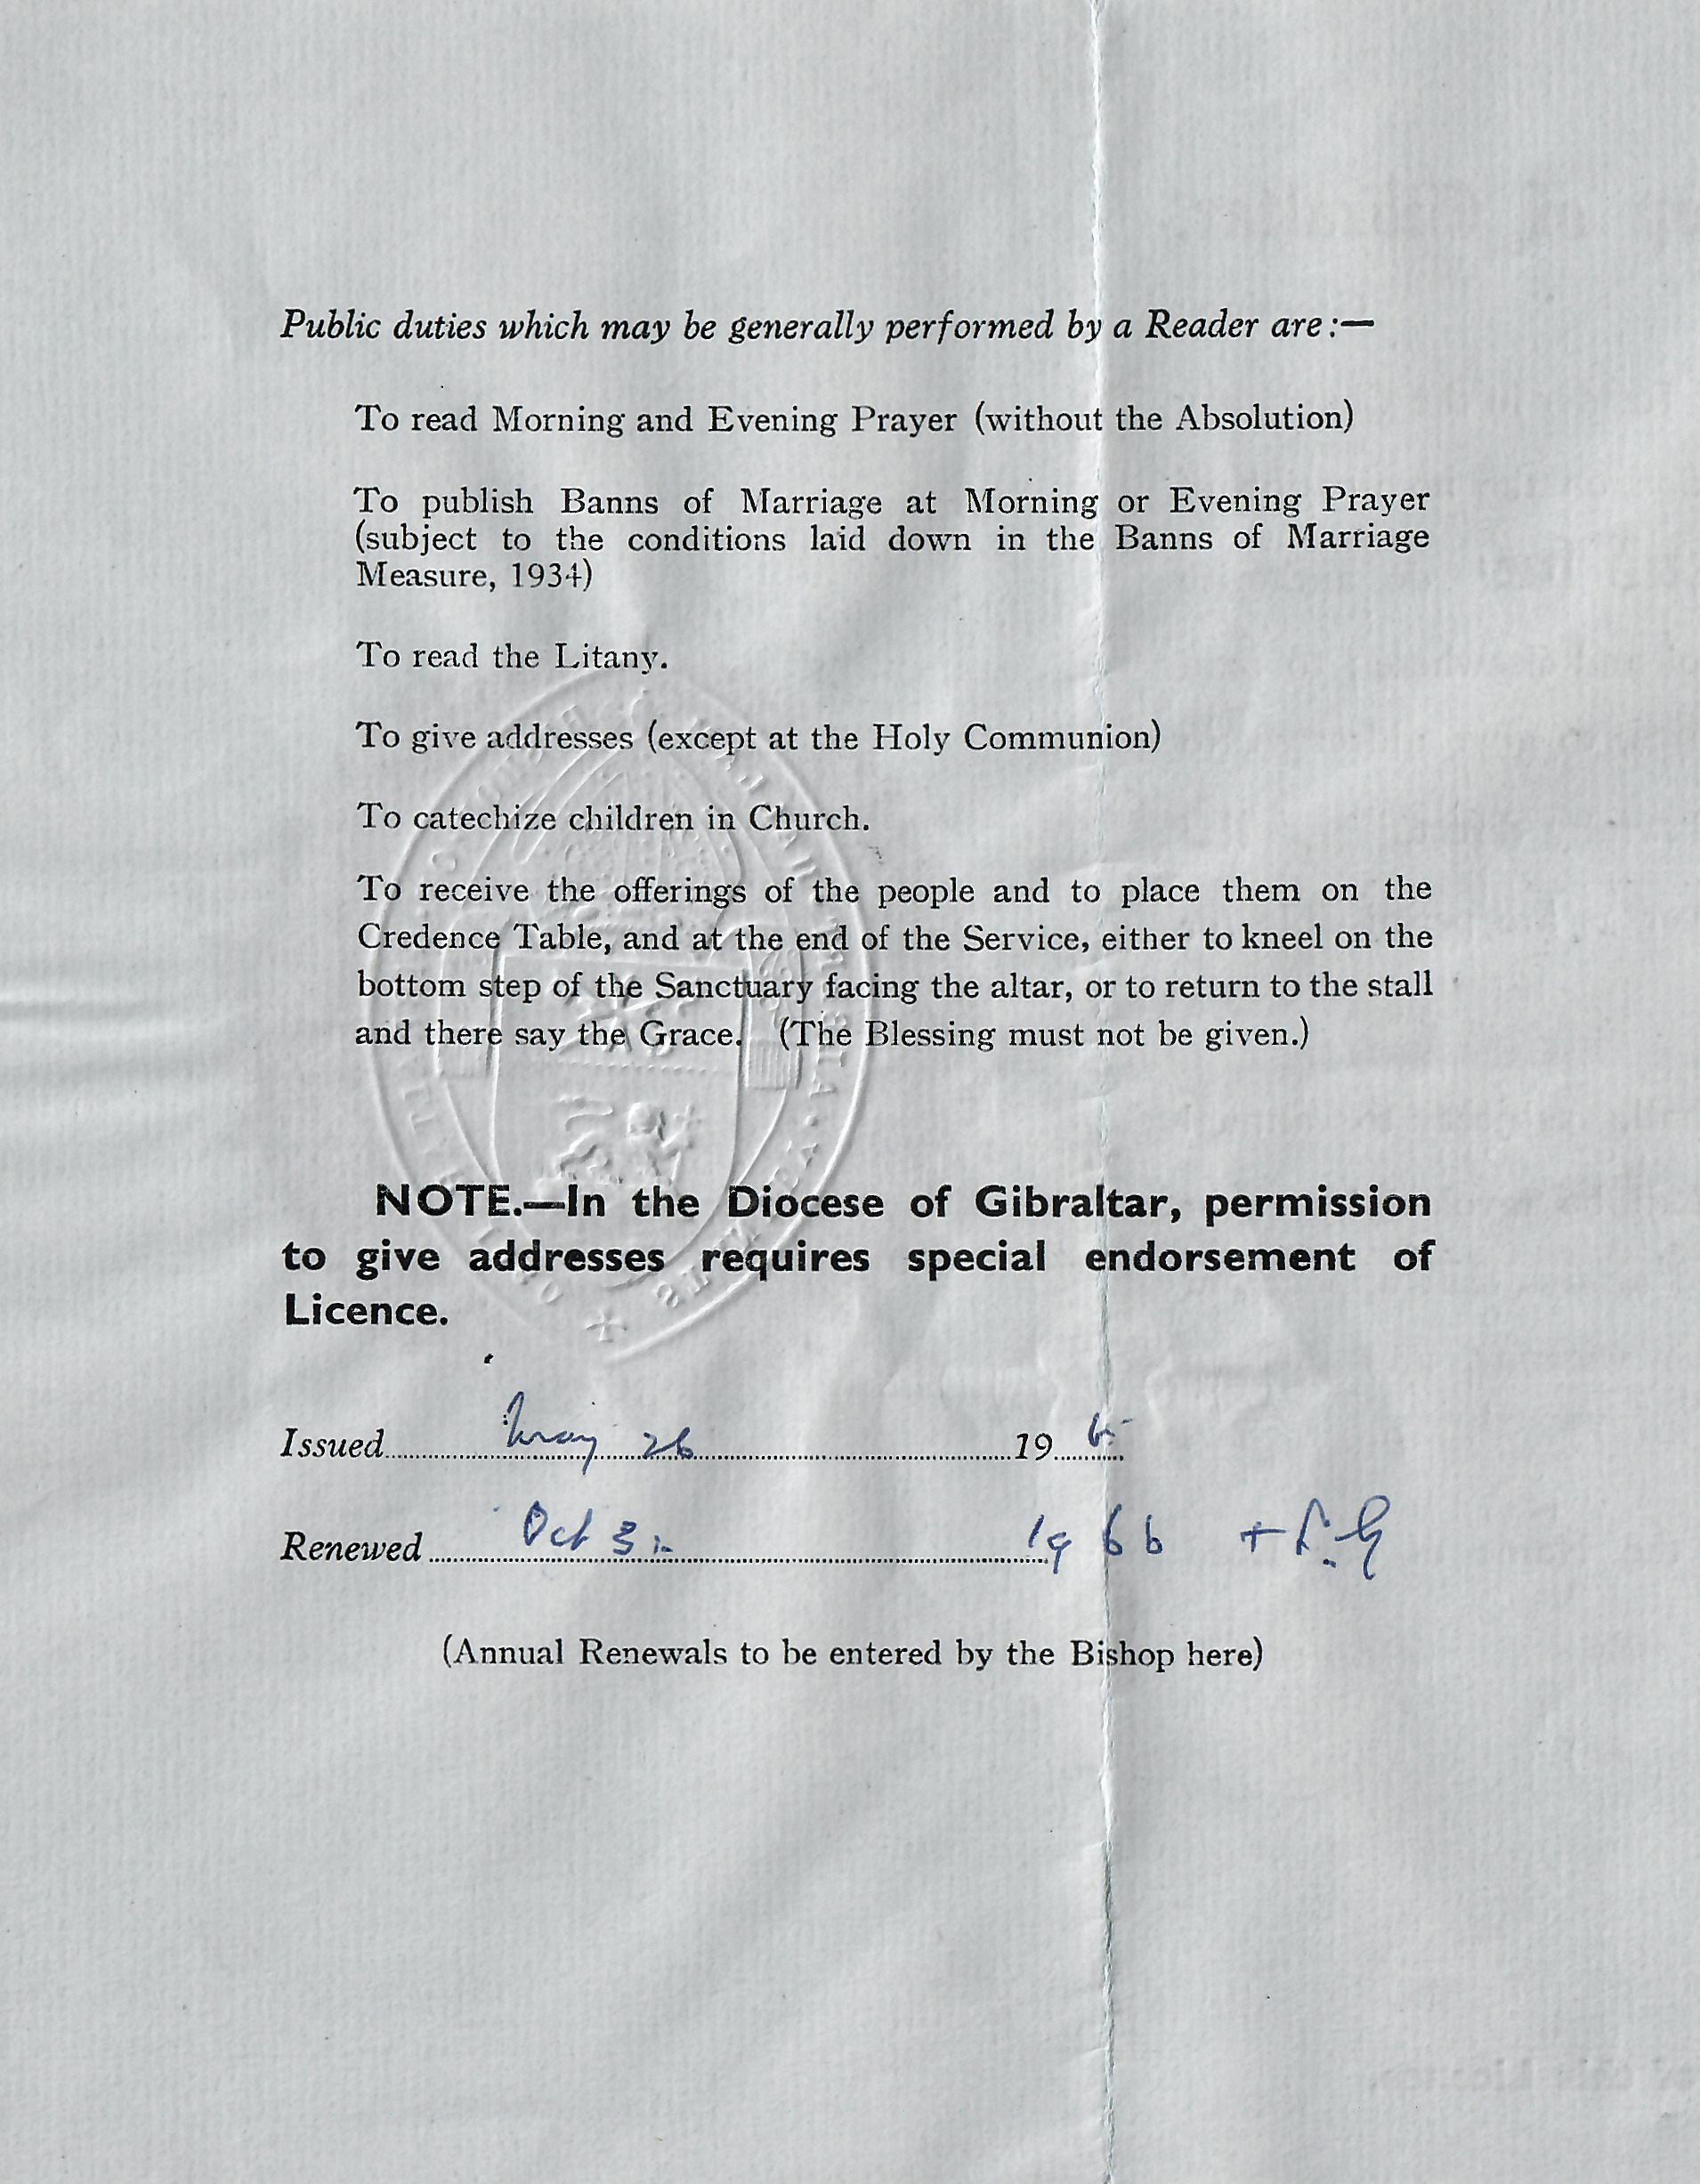 Public duties which may be generally performed by a Reader are :—
To read Morning and Evening Prayer (without the Absolution)
To publish Banns of Marriage at Morning or Evening Prayer
(subject to the conditions laid down in the Banns of Marriage
Measure, 1934)
To read the Litany.
To give addresses (except at the Holy Communion)
To catechize children in Church.
To receive the offerings of the people and to place them on the
Credence Table, and at the end of the Service, either to kneel on the
bottom step of the Sanctuary facing the altar, or to return to the stall
and there say the Grace. (The Blessing must not be given.)
NOTE.—In the Diocese of Gibraltar, permission
to give addresses requires special endorsement of
Licence.
Issued May 26 19
Renewed Oct 1966
(Annual Renewals to be entered by the Bishop here)